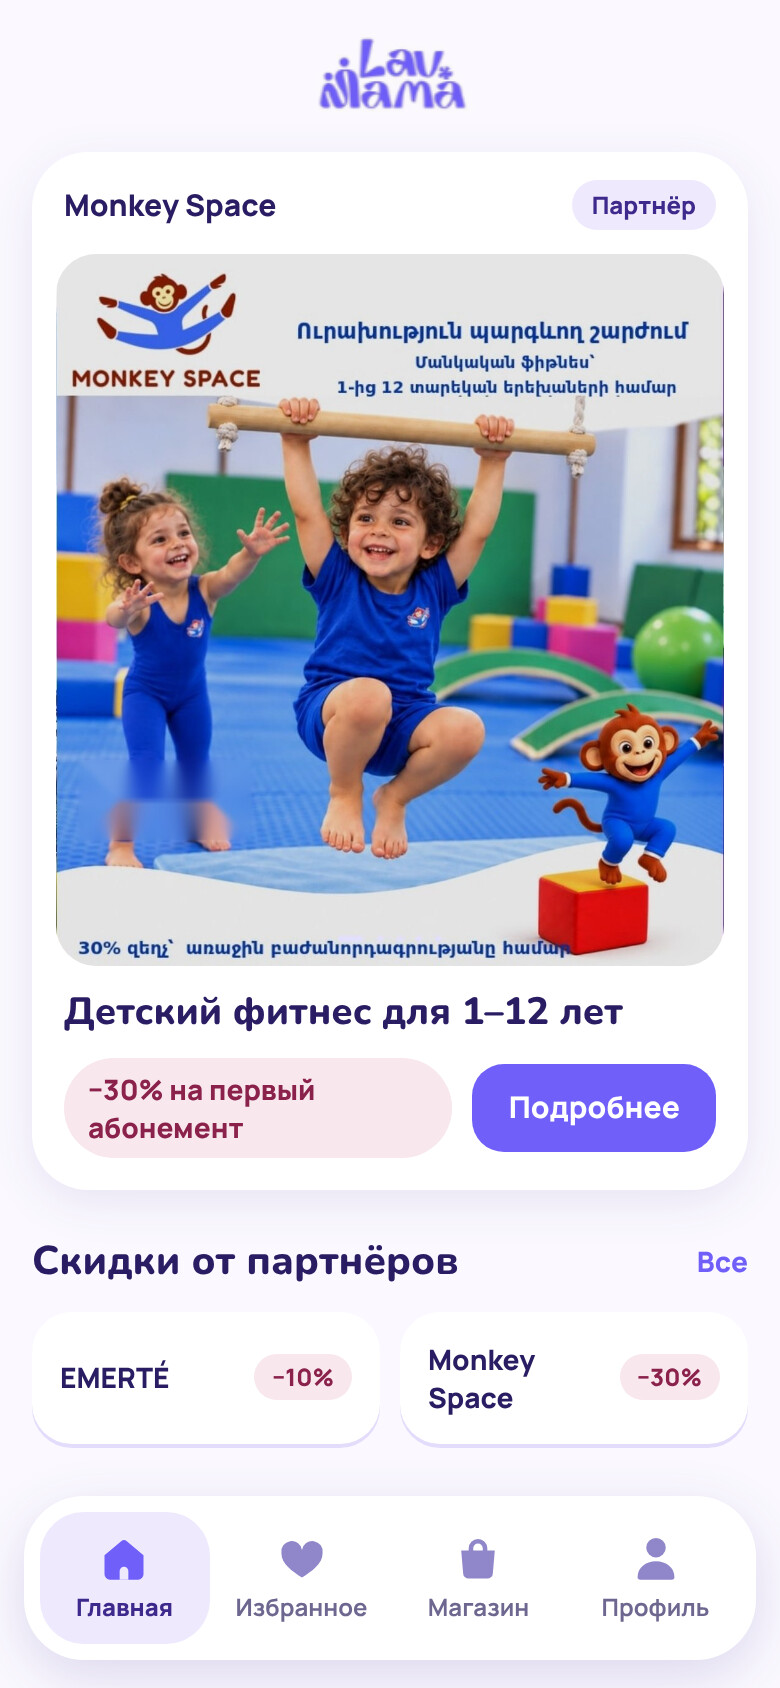 Lav
Mama
Monkey Space
Партнёр
MONKEY SPACE
Ուրախություն պարգևող շարժում
Մանկական ֆիթնես՝
1-ից 12 տարեկան երեխաների համար
30% զեղչ՝ առաջին բաժանորդագրությանը համար
Детский фитнес для 1–12 лет
−30% на первый
абонемент
Подробнее
Скидки от партнёров
Все
EMERTÉ
−10%
Monkey
Space
−30%
Главная
Избранное
Магазин
Профиль